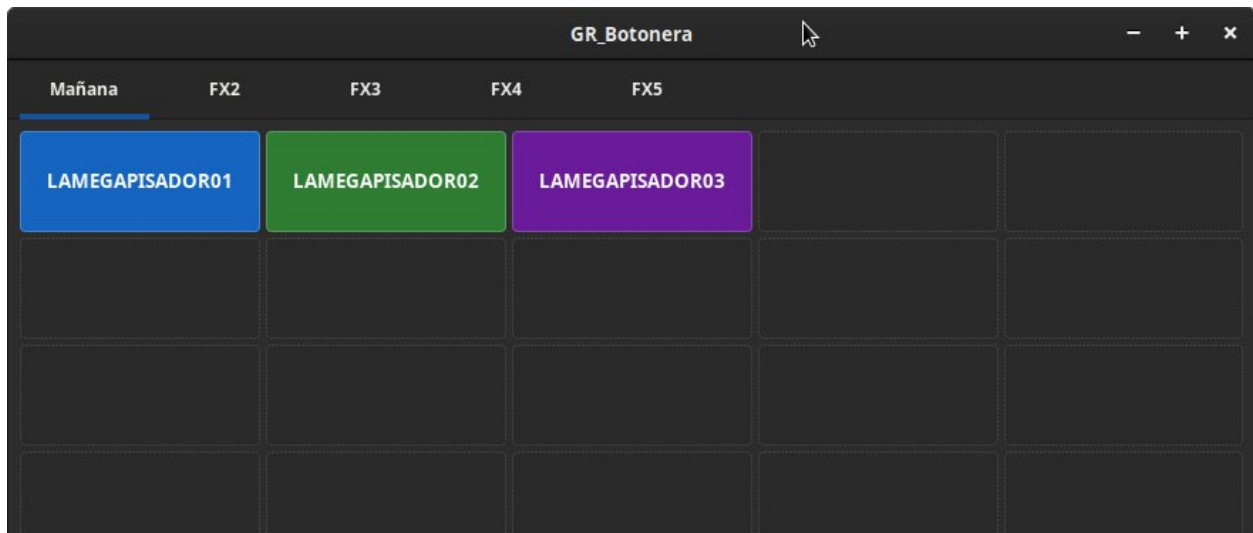 GR_Botonera
Mañana FX2 FX3 FX4 FX5
LAMEGAPISADOR01 LAMEGAPISADOR02 LAMEGAPISADOR03